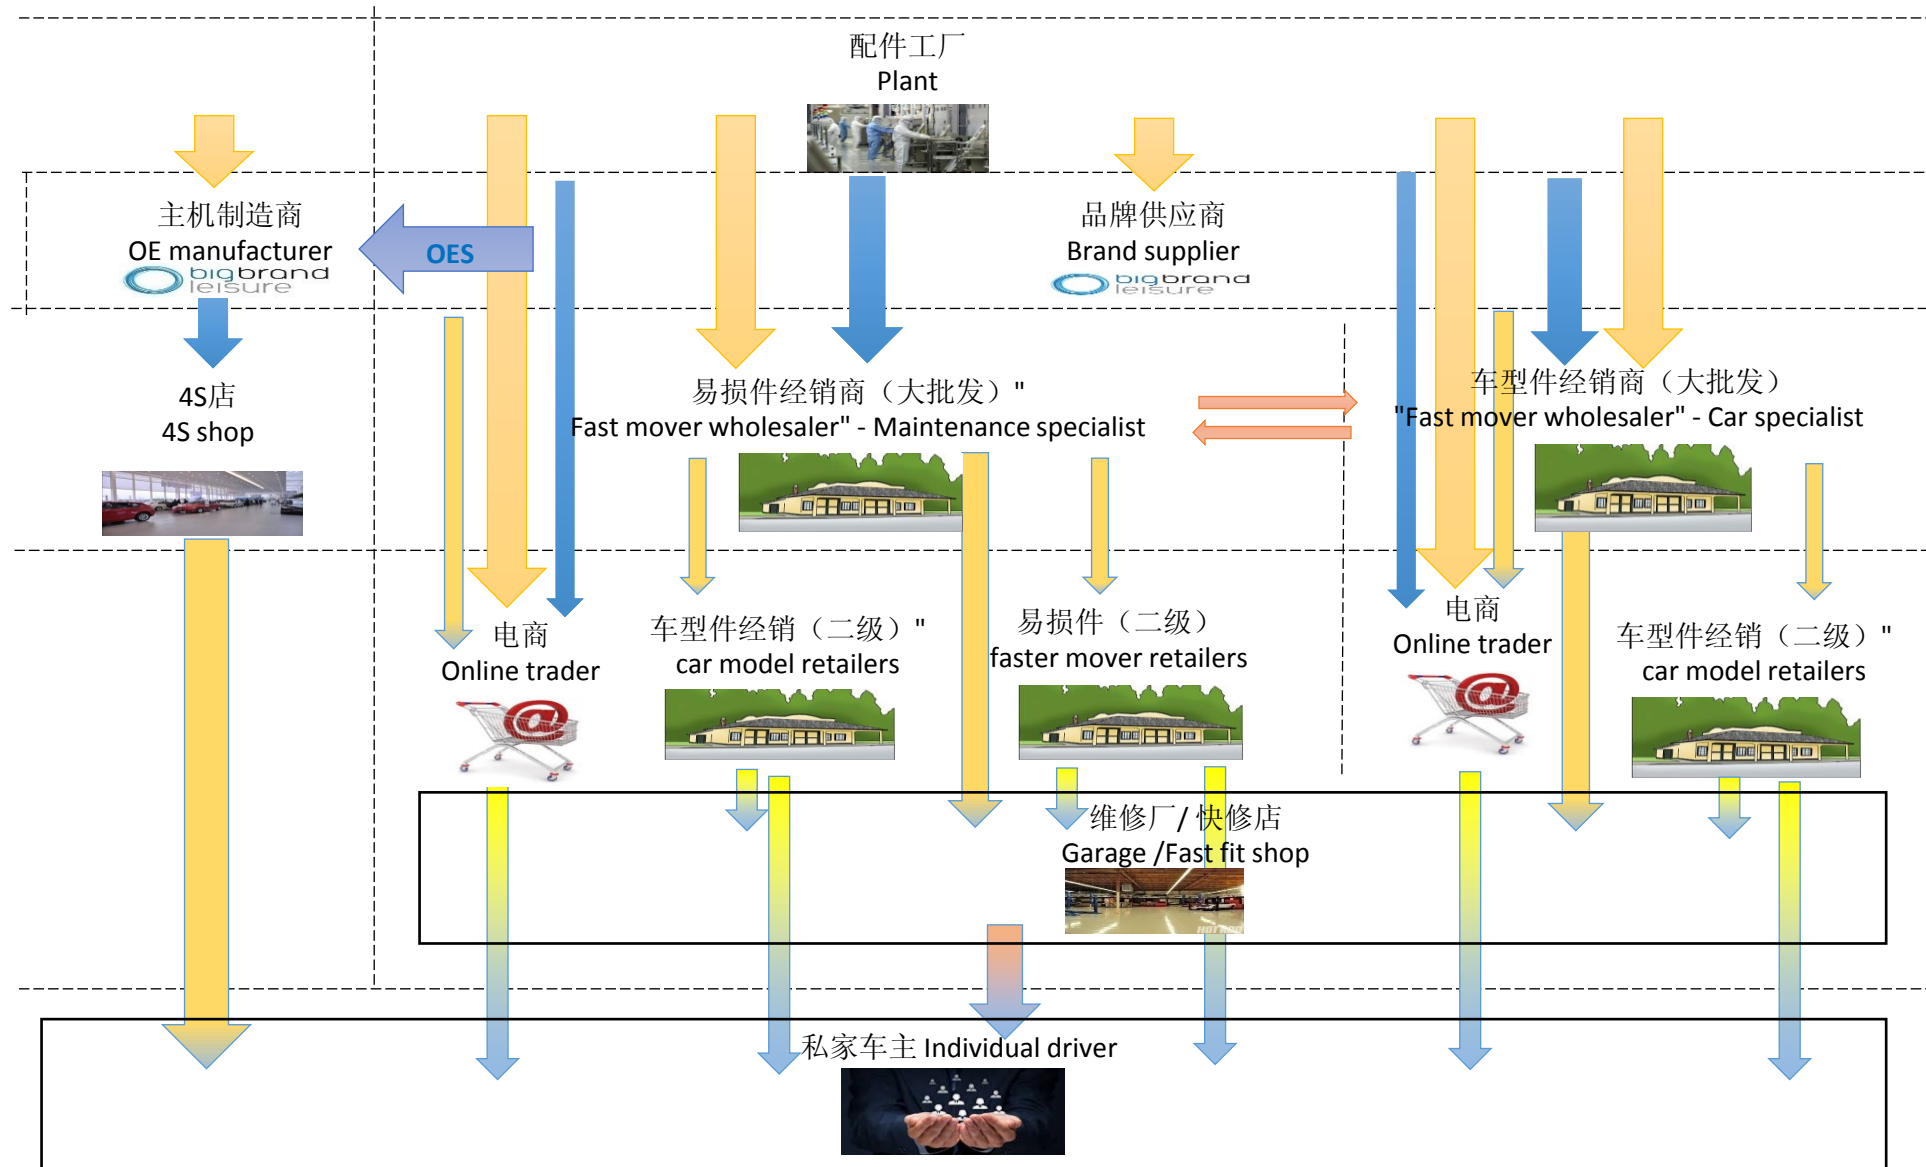 配件工厂
Plant
主机制造商
OE manufacturer
bigbrand
leisure
OES
品牌供应商
Brand supplier
bigbrand
leisure
4S店
4S shop
易损件经销商（大批发）"
Fast mover wholesaler" - Maintenance specialist
车型件经销商（大批发）
"Fast mover wholesaler" - Car specialist
电商
Online trader
车型件经销（二级）"
car model retailers
易损件（二级）
faster mover retailers
电商
Online trader
车型件经销（二级）"
car model retailers
维修厂/ 快修店
Garage /Fast fit shop
私家车主 Individual driver